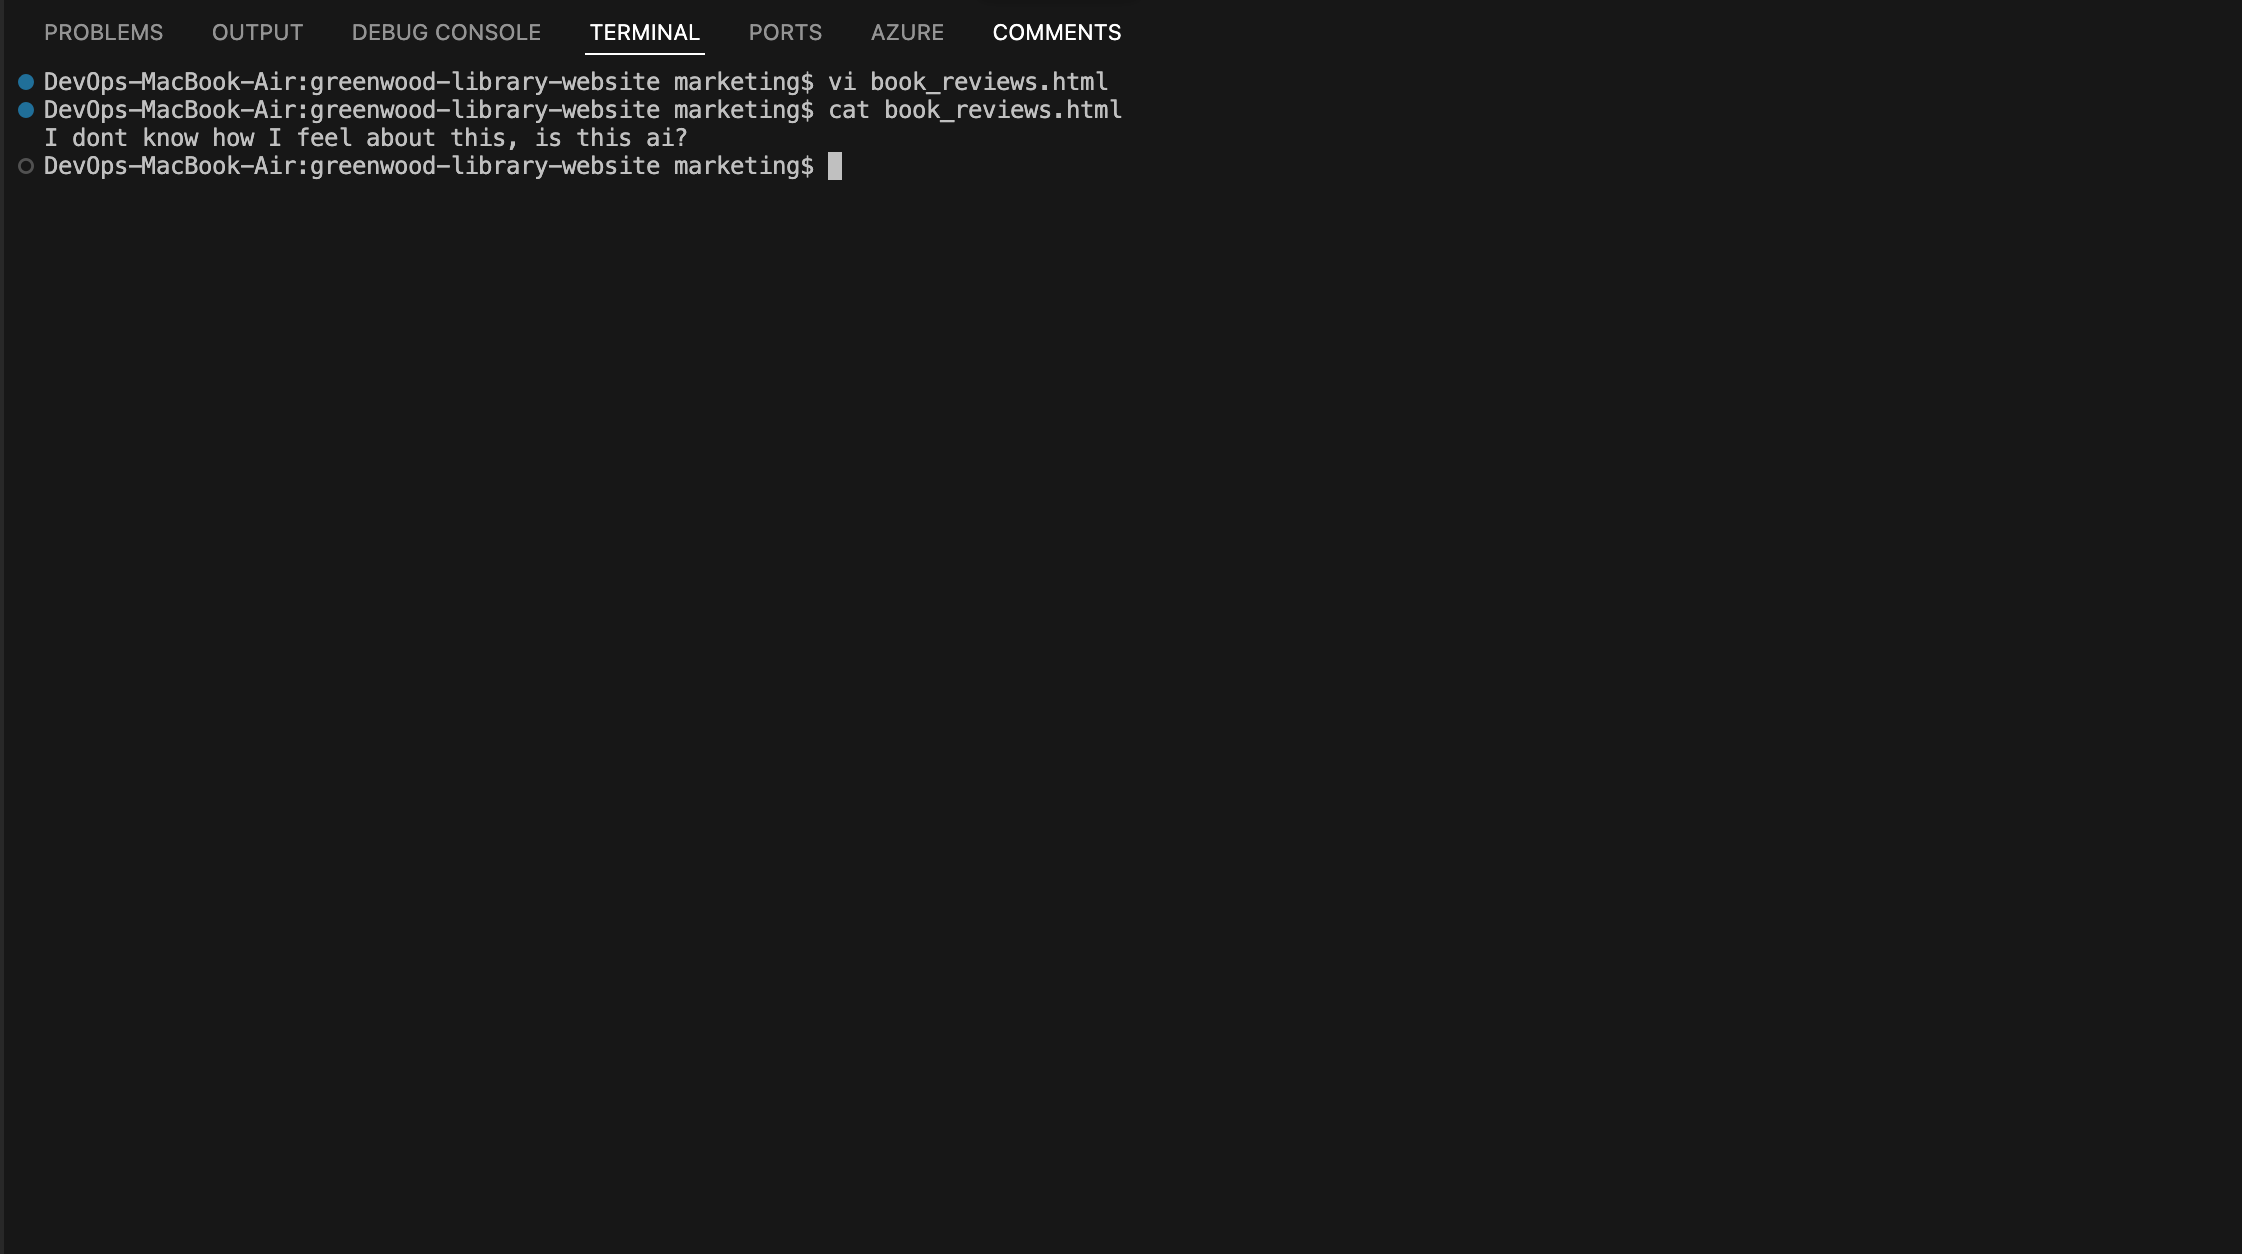 PROBLEMS OUTPUT DEBUG CONSOLE TERMINAL PORTS AZURE COMMENTS
DevOps-MacBook-Air:greenwood-library-website marketing$ vi book_reviews.html
DevOps-MacBook-Air:greenwood-library-website marketing$ cat book_reviews.html
I dont know how I feel about this, is this ai?
DevOps-MacBook-Air:greenwood-library-website marketing$